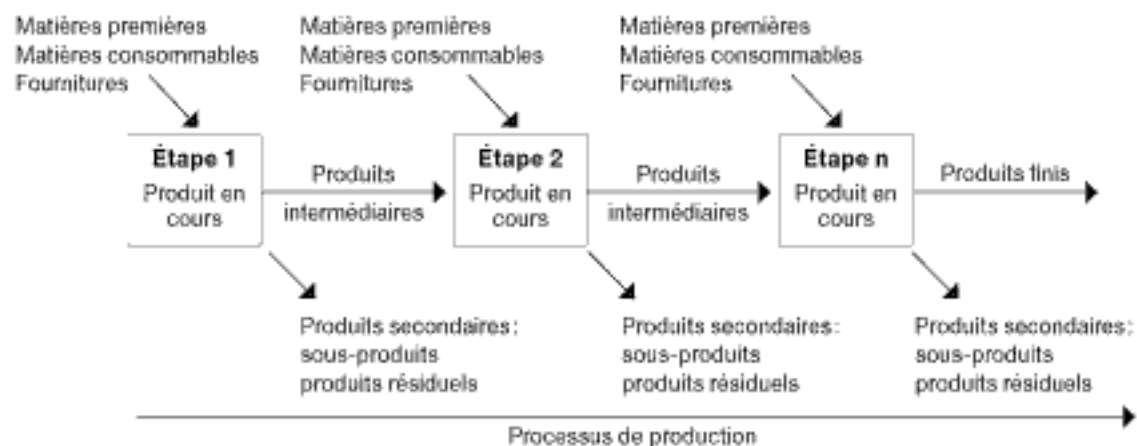 Matières premières
Matières consommables
Fournitures
Matières premières
Matières consommables
Fournitures
Matières premières
Matières consommables
Fournitures
Étape 1
Produit en
cours
Produits
intermédiaires
Étape 2
Produit en
cours
Produits
intermédiaires
Étape n
Produit en
cours
Produits finis
Produits secondaires :
sous-produits
produits résiduels
Produits secondaires :
sous-produits
produits résiduels
Produits secondaires :
sous-produits
produits résiduels
Processus de production